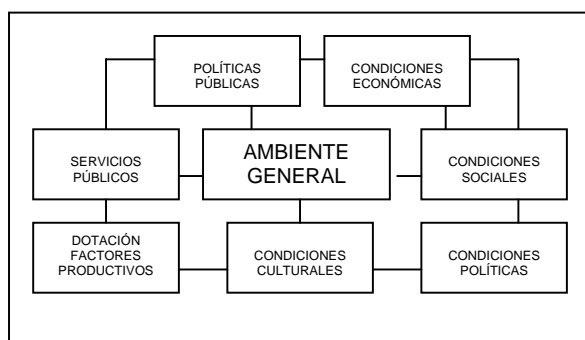 POLÍTICAS
PÚBLICAS
CONDICIONES
ECONÓMICAS
SERVICIOS
PÚBLICOS
AMBIENTE
GENERAL
CONDICIONES
SOCIALES
DOTACIÓN
FACTORES
PRODUCTIVOS
CONDICIONES
CULTURALES
CONDICIONES
POLÍTICAS